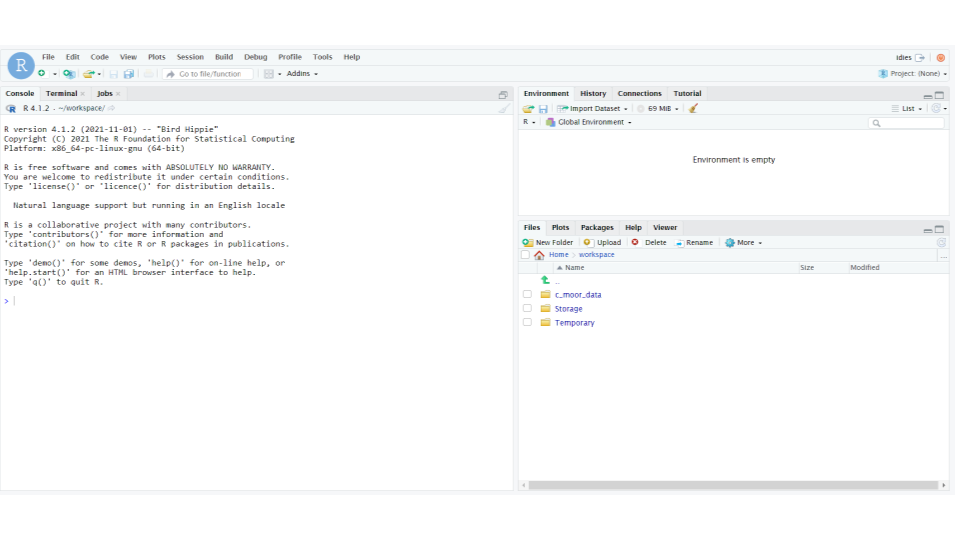 File Edit Code View Plots Session Build Debug Profile Tools Help
idies
R
Go to file/function Addins
Project: (None)
Console Terminal Jobs
R 4.1.2 · ~/workspace/
R version 4.1.2 (2021-11-01) -- "Bird Hippie"
Copyright (C) 2021 The R Foundation for Statistical Computing
Platform: x86_64-pc-linux-gnu (64-bit)
R is free software and comes with ABSOLUTELY NO WARRANTY.
You are welcome to redistribute it under certain conditions.
Type 'license()' or 'licence()' for distribution details.
Natural language support but running in an English locale
R is a collaborative project with many contributors.
Type 'contributors()' for more information and
'citation()' on how to cite R or R packages in publications.
Type 'demo()' for some demos, 'help()' for on-line help, or
'help.start()' for an HTML browser interface to help.
Type 'q()' to quit R.
>
Environment History Connections Tutorial
Import Dataset 69 MiB List
R Global Environment
Environment is empty
Files Plots Packages Help Viewer
New Folder Upload Delete Rename More
Home workspace ...
Name Size Modified
..
c_moor_data
Storage
Temporary